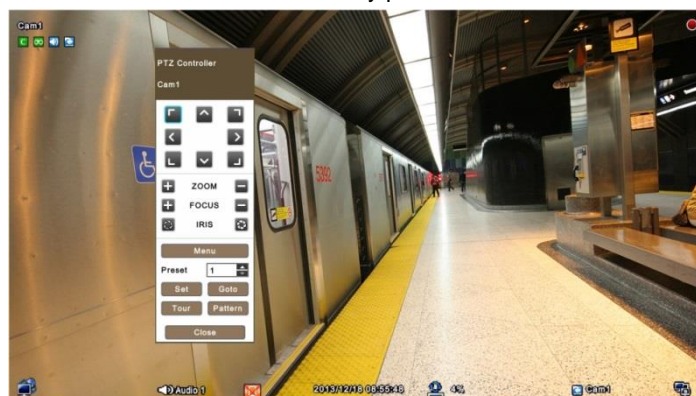 Cam1
PTZ Controller
Cam1
ZOOM
FOCUS
IRIS
Menu
Preset 1
Set Goto
Tour Pattern
Close
5392
Audio 1
2013/12/18 08:55:48
4%
Cam1